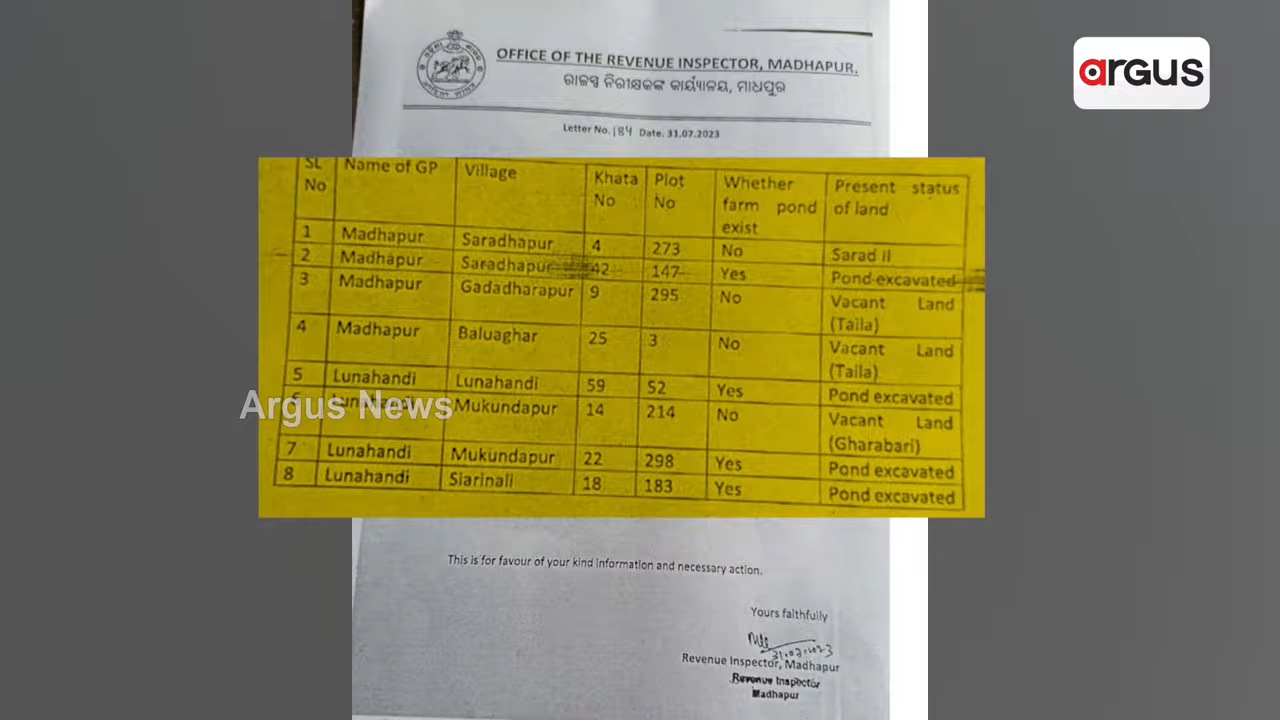 OFFICE OF THE REVENUE INSPECTOR, MADHAPUR,
ରାଜସ୍ୱ ନିରୀକ୍ଷକଙ୍କ କାର୍ଯ୍ୟାଳୟ, ମାଧପୁର
argus
Letter No. 184 Date. 31.07.2023
SL No Name of GP Village Khata No Plot No Whether farm pond exist Present status of land
1 Madhapur Saradhapur 4 273 No Sarad II
2 Madhapur Saradhapur 42 147 Yes Pond excavated
3 Madhapur Gadadharapur 9 295 No Vacant Land (Taila)
4 Madhapur Baluaghar 25 3 No Vacant Land (Taila)
5 Lunahandi Lunahandi 59 52 Yes Pond excavated
Argus News
6 Lunahandi Mukundapur 14 214 No Vacant Land (Gharabari)
7 Lunahandi Mukundapur 22 298 Yes Pond excavated
8 Lunahandi Siarinali 18 183 Yes Pond excavated
This is for favour of your kind information and necessary action.
Yours faithfully
31.07.2023
Revenue Inspector, Madhapur
Revenue Inspector
Madhapur